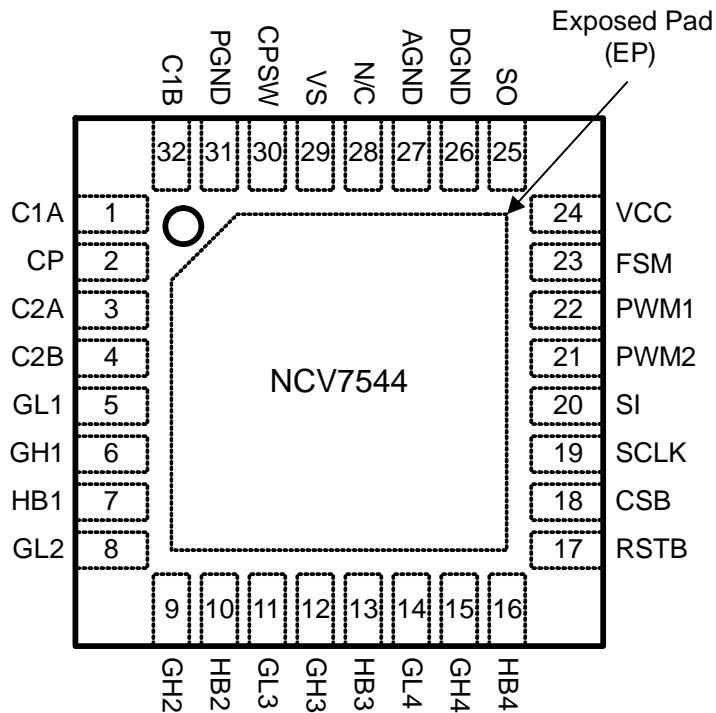 Exposed Pad
(EP)
C1B PGND CPSW VS N/C AGND DGND SO
32 31 30 29 28 27 26 25
C1A 1 24 VCC
CP 2 23 FSM
C2A 3 22 PWM1
C2B 4 21 PWM2
NCV7544
GL1 5 20 SI
GH1 6 19 SCLK
HB1 7 18 CSB
GL2 8 17 RSTB
9 10 11 12 13 14 15 16
GH2 HB2 GL3 GH3 HB3 GL4 GH4 HB4